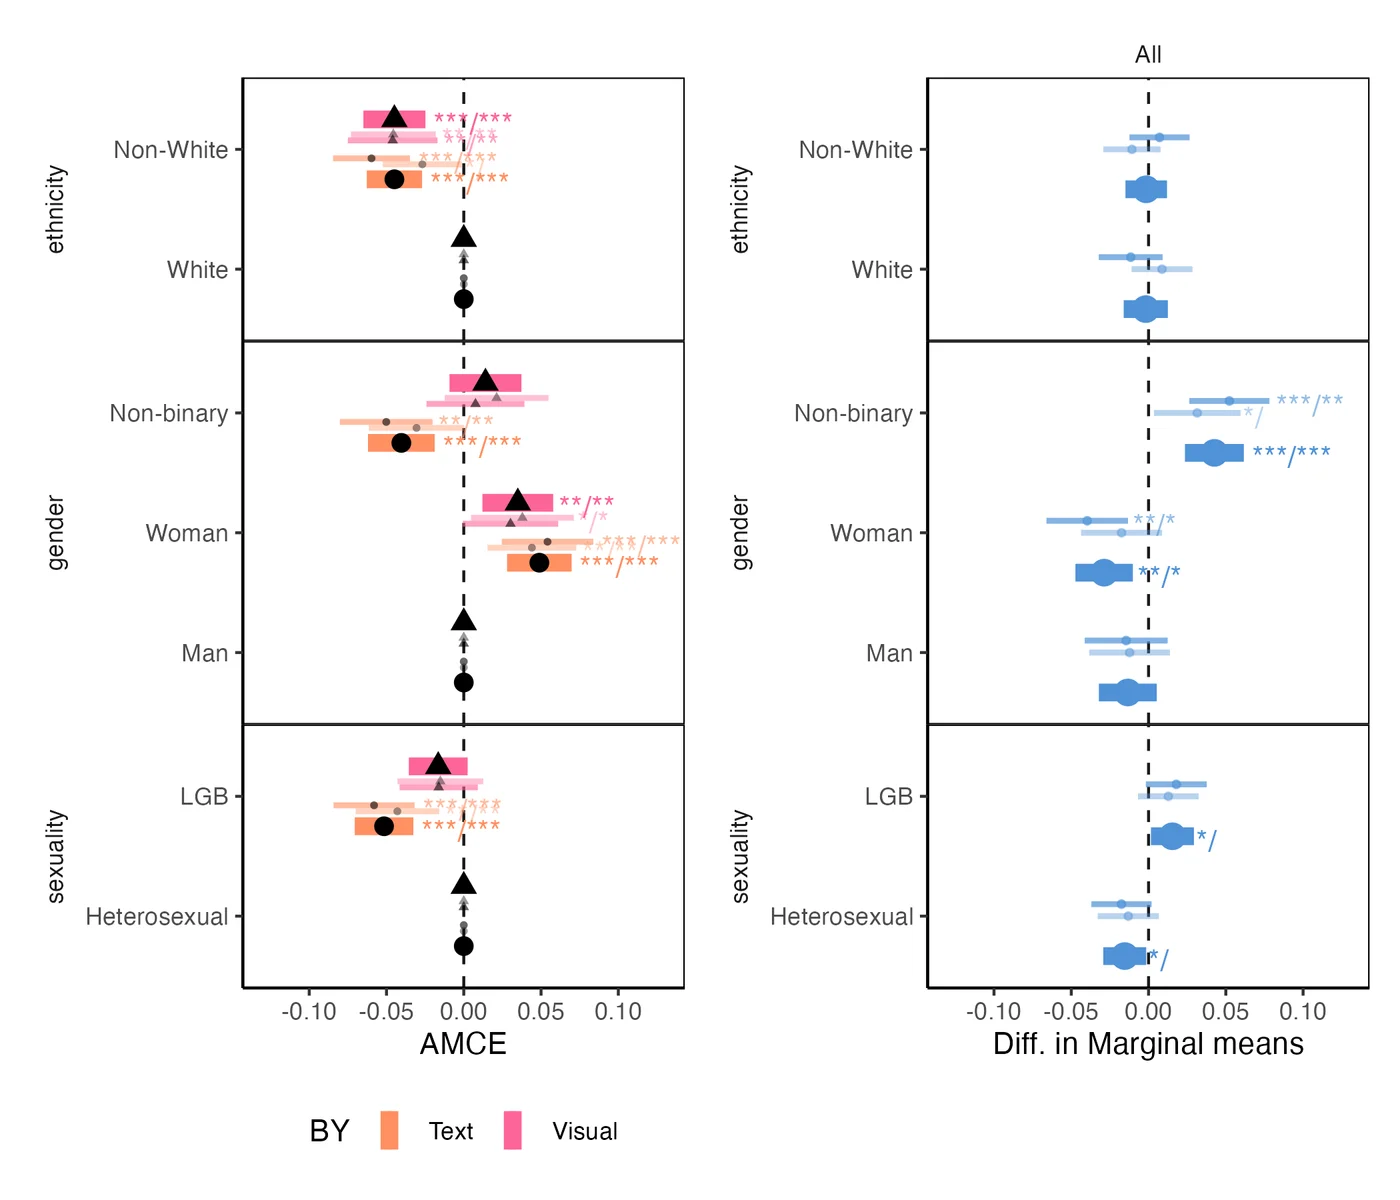 All
ethnicity
Non-White
***/***
**/**
***/***
***/***
White
gender
Non-binary
**/**
***/***
Woman
**/**
*/*
***/***
***/***
Man
sexuality
LGB
***/***
***/***
Heterosexual
-0.10 -0.05 0.00 0.05 0.10
AMCE
ethnicity
Non-White
White
gender
Non-binary
***/**
*/
***/***
Woman
**/*
**/*
Man
sexuality
LGB
*/
Heterosexual
*/
-0.10 -0.05 0.00 0.05 0.10
Diff. in Marginal means
BY Text Visual